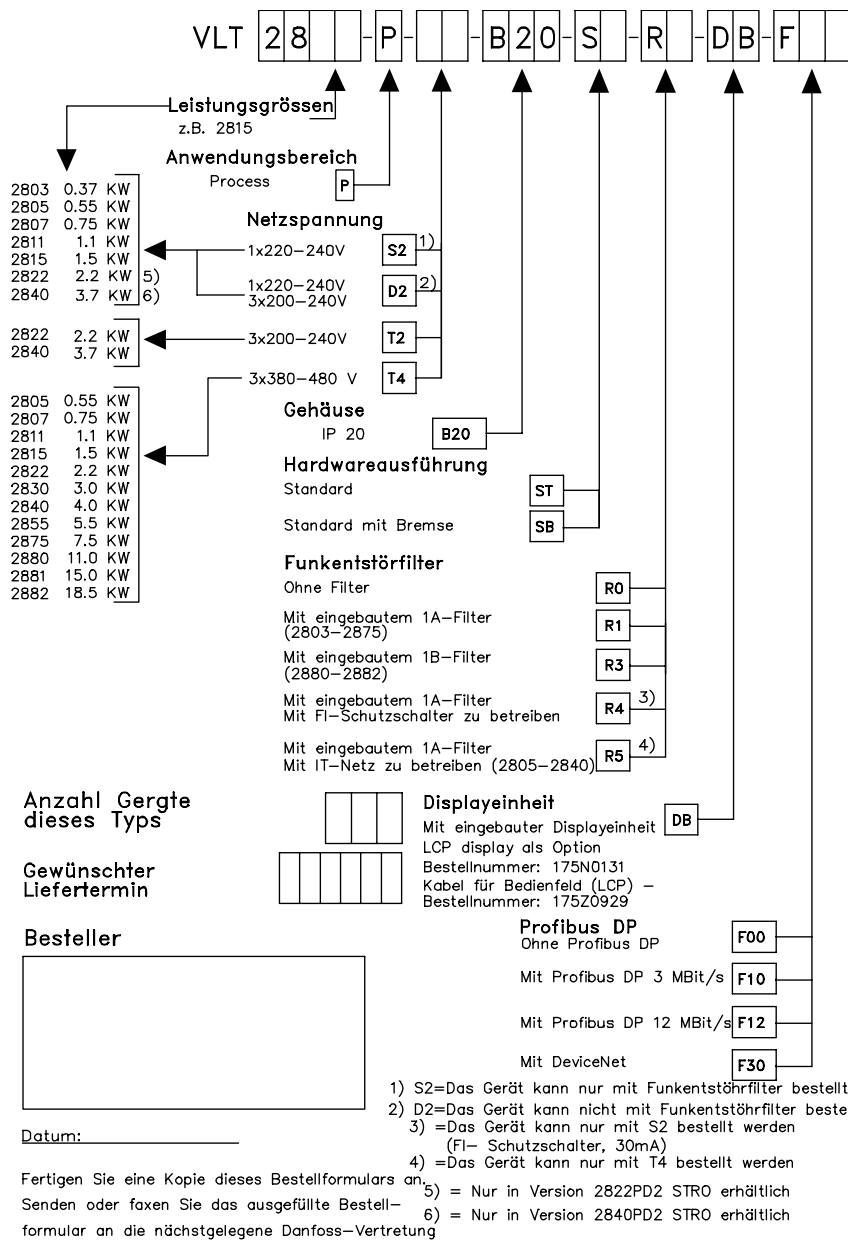 VLT 28 - P - - B20 - S - R - DB - F
Leistungsgrössen
z.B. 2815
Anwendungsbereich
Process P
2803 0.37 KW
2805 0.55 KW
2807 0.75 KW
2811 1.1 KW
2815 1.5 KW
2822 2.2 KW 5)
2840 3.7 KW 6)
Netzspannung
1x220-240V S2 1)
1x220-240V
3x200-240V D2 2)
2822 2.2 KW
2840 3.7 KW
3x200-240V T2
3x380-480 V T4
2805 0.55 KW
2807 0.75 KW
2811 1.1 KW
2815 1.5 KW
2822 2.2 KW
2830 3.0 KW
2840 4.0 KW
2855 5.5 KW
2875 7.5 KW
2880 11.0 KW
2881 15.0 KW
2882 18.5 KW
Gehäuse
IP 20 B20
Hardwareausführung
Standard ST
Standard mit Bremse SB
Funkentstörfilter
Ohne Filter R0
Mit eingebautem 1A-Filter
(2803-2875) R1
Mit eingebautem 1B-Filter
(2880-2882) R3
Mit eingebautem 1A-Filter
Mit FI-Schutzschalter zu betreiben R4 3)
Mit eingebautem 1A-Filter
Mit IT-Netz zu betreiben (2805-2840) R5 4)
Anzahl Gergte
dieses Typs
Gewünschter
Liefertermin
Displayeinheit
Mit eingebauter Displayeinheit DB
LCP display als Option
Bestellnummer: 175N0131
Kabel für Bedienfeld (LCP) -
Bestellnummer: 175Z0929
Besteller
Profibus DP
Ohne Profibus DP F00
Mit Profibus DP 3 MBit/s F10
Mit Profibus DP 12 MBit/s F12
Mit DeviceNet F30
1) S2=Das Gerät kann nur mit Funkentstöhrfilter bestellt
2) D2=Das Gerät kann nicht mit Funkentstöhrfilter beste
3) =Das Gerät kann nur mit S2 bestellt werden
(FI- Schutzschalter, 30mA)
4) =Das Gerät kann nur mit T4 bestellt werden
5) = Nur in Version 2822PD2 STRO erhältlich
6) = Nur in Version 2840PD2 STRO erhältlich
Datum:
Fertigen Sie eine Kopie dieses Bestellformulars an.
Senden oder faxen Sie das ausgefüllte Bestell-
formular an die nächstgelegene Danfoss-Vertretung